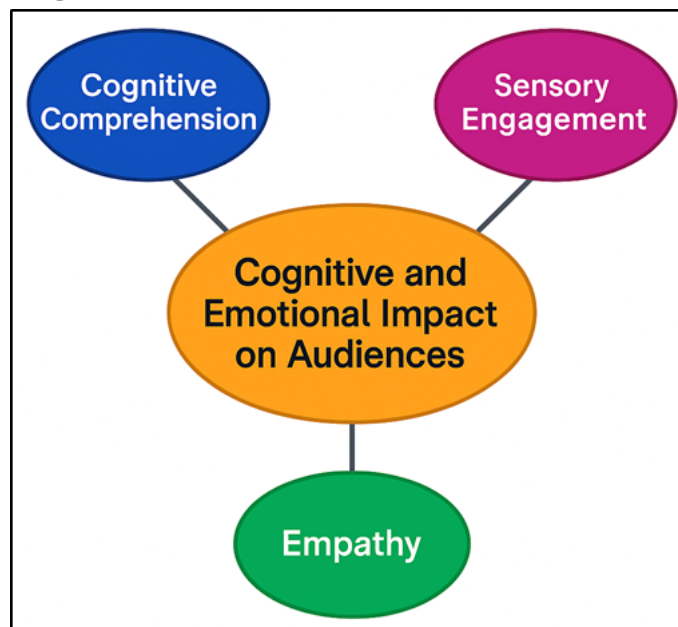 Cognitive
Comprehension
Sensory
Engagement
Cognitive and
Emotional Impact
on Audiences
Empathy